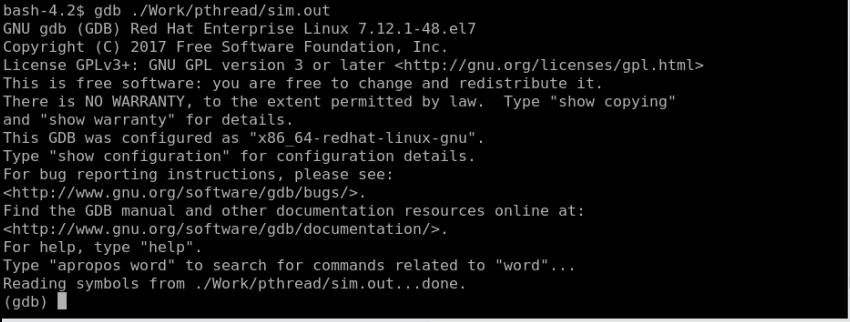 bash-4.2$ gdb ./Work/pthread/sim.out
GNU gdb (GDB) Red Hat Enterprise Linux 7.12.1-48.el7
Copyright (C) 2017 Free Software Foundation, Inc.
License GPLv3+: GNU GPL version 3 or later <http://gnu.org/licenses/gpl.html>
This is free software: you are free to change and redistribute it.
There is NO WARRANTY, to the extent permitted by law.  Type "show copying"
and "show warranty" for details.
This GDB was configured as "x86_64-redhat-linux-gnu".
Type "show configuration" for configuration details.
For bug reporting instructions, please see:
<http://www.gnu.org/software/gdb/bugs/>.
Find the GDB manual and other documentation resources online at:
<http://www.gnu.org/software/gdb/documentation/>.
For help, type "help".
Type "apropos word" to search for commands related to "word"...
Reading symbols from ./Work/pthread/sim.out...done.
(gdb)